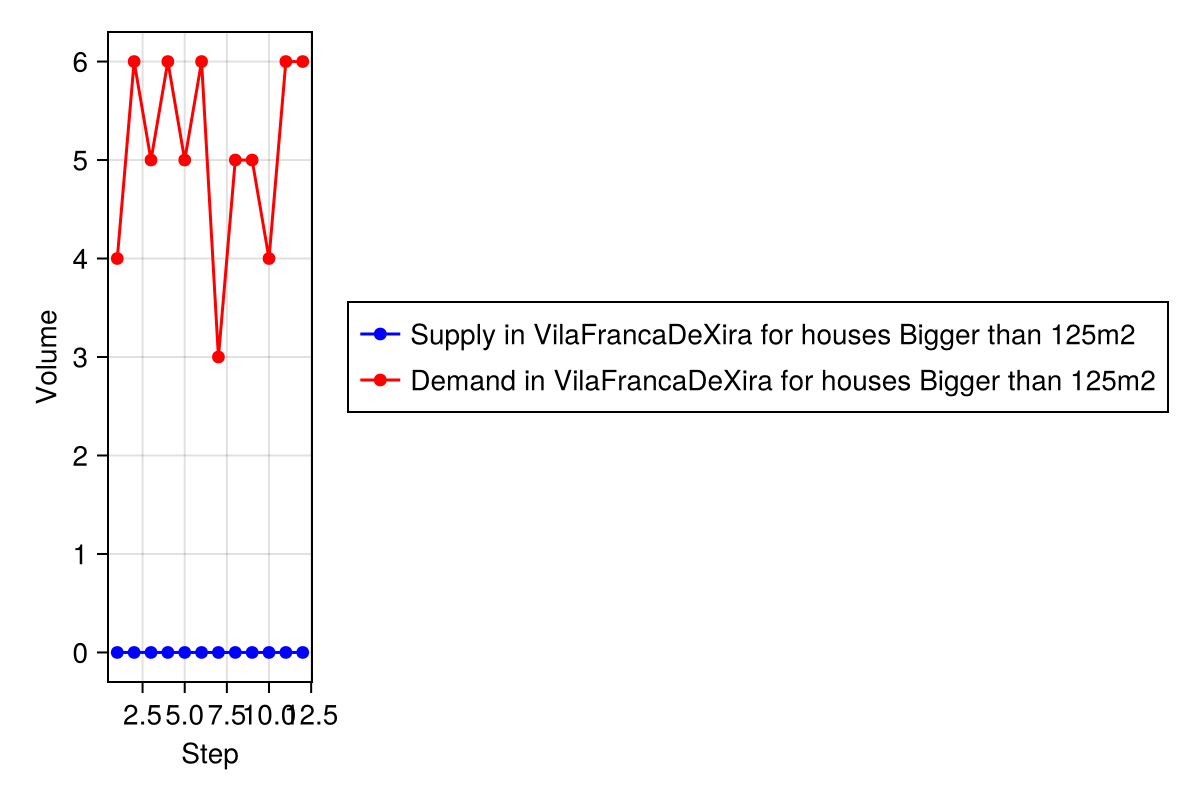 6
5
4
3
2
1
0
Volume
2.5 5.0 7.5 10.0 12.5
Step
Supply in VilaFrancaDeXira for houses Bigger than 125m2
Demand in VilaFrancaDeXira for houses Bigger than 125m2